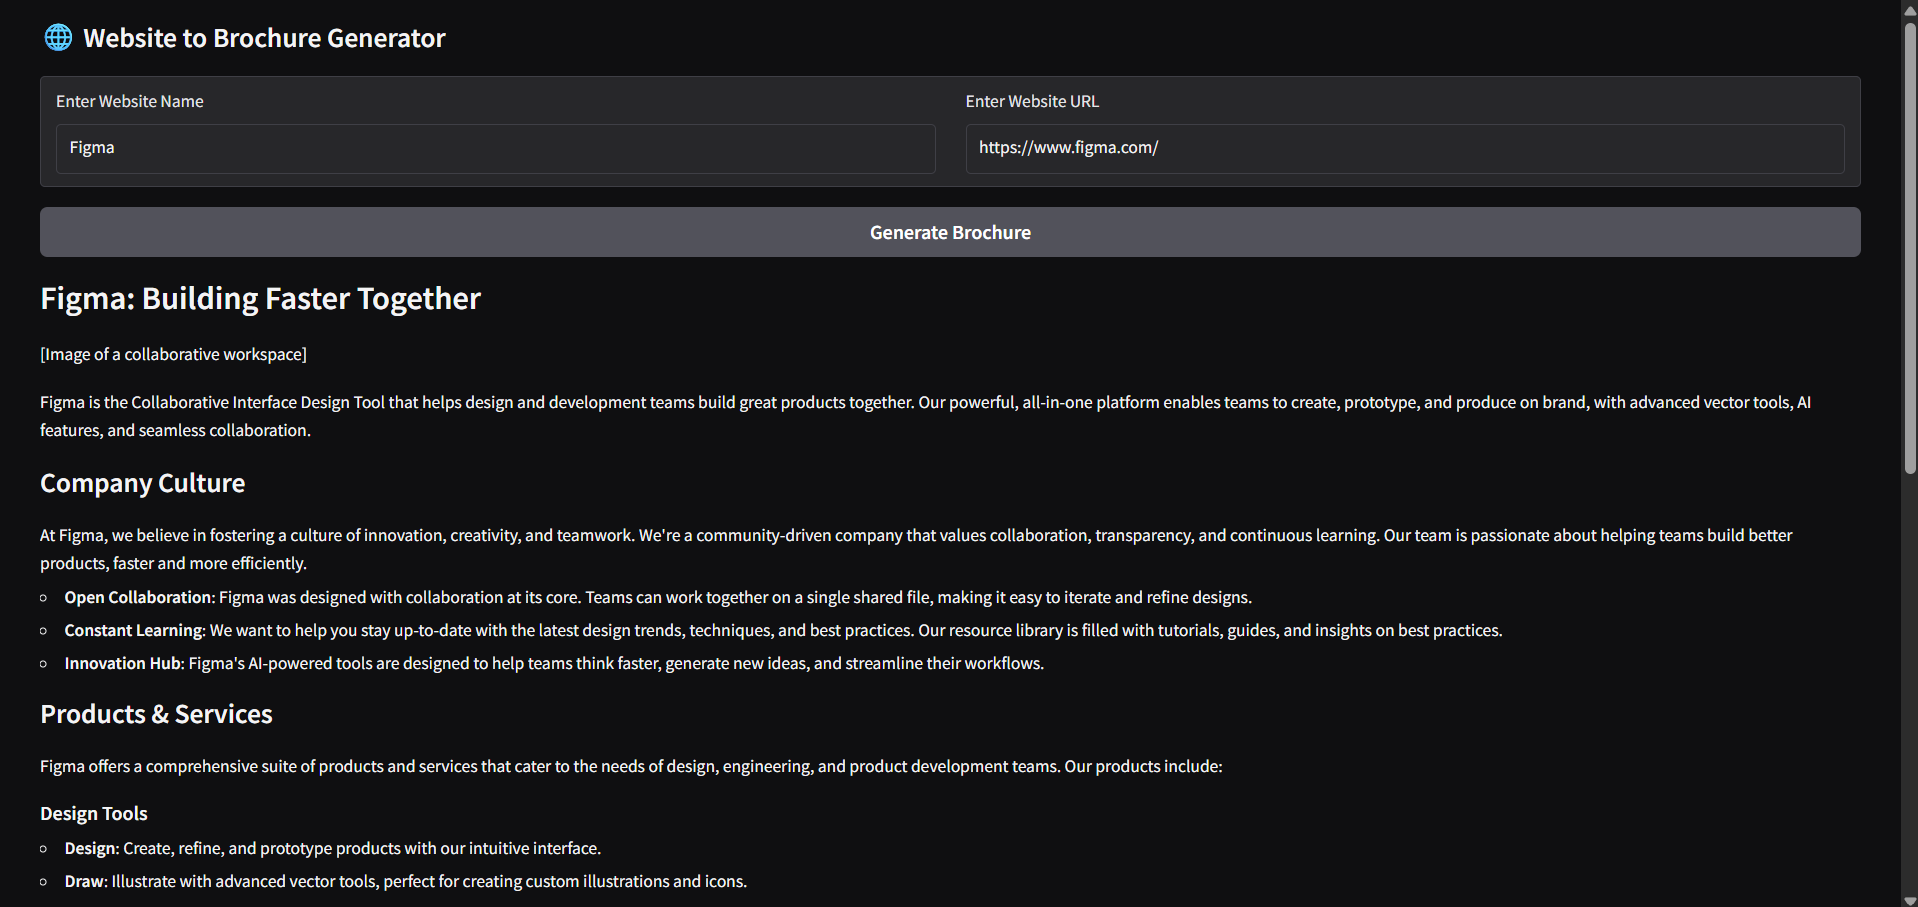 🌐 Website to Brochure Generator
Enter Website Name
Enter Website URL
Figma
https://www.figma.com/
Generate Brochure
Figma: Building Faster Together
[Image of a collaborative workspace]
Figma is the Collaborative Interface Design Tool that helps design and development teams build great products together. Our powerful, all-in-one platform enables teams to create, prototype, and produce on brand, with advanced vector tools, AI
features, and seamless collaboration.
Company Culture
At Figma, we believe in fostering a culture of innovation, creativity, and teamwork. We're a community-driven company that values collaboration, transparency, and continuous learning. Our team is passionate about helping teams build better
products, faster and more efficiently.
Open Collaboration: Figma was designed with collaboration at its core. Teams can work together on a single shared file, making it easy to iterate and refine designs.
Constant Learning: We want to help you stay up-to-date with the latest design trends, techniques, and best practices. Our resource library is filled with tutorials, guides, and insights on best practices.
Innovation Hub: Figma's AI-powered tools are designed to help teams think faster, generate new ideas, and streamline their workflows.
Products & Services
Figma offers a comprehensive suite of products and services that cater to the needs of design, engineering, and product development teams. Our products include:
Design Tools
Design: Create, refine, and prototype products with our intuitive interface.
Draw: Illustrate with advanced vector tools, perfect for creating custom illustrations and icons.